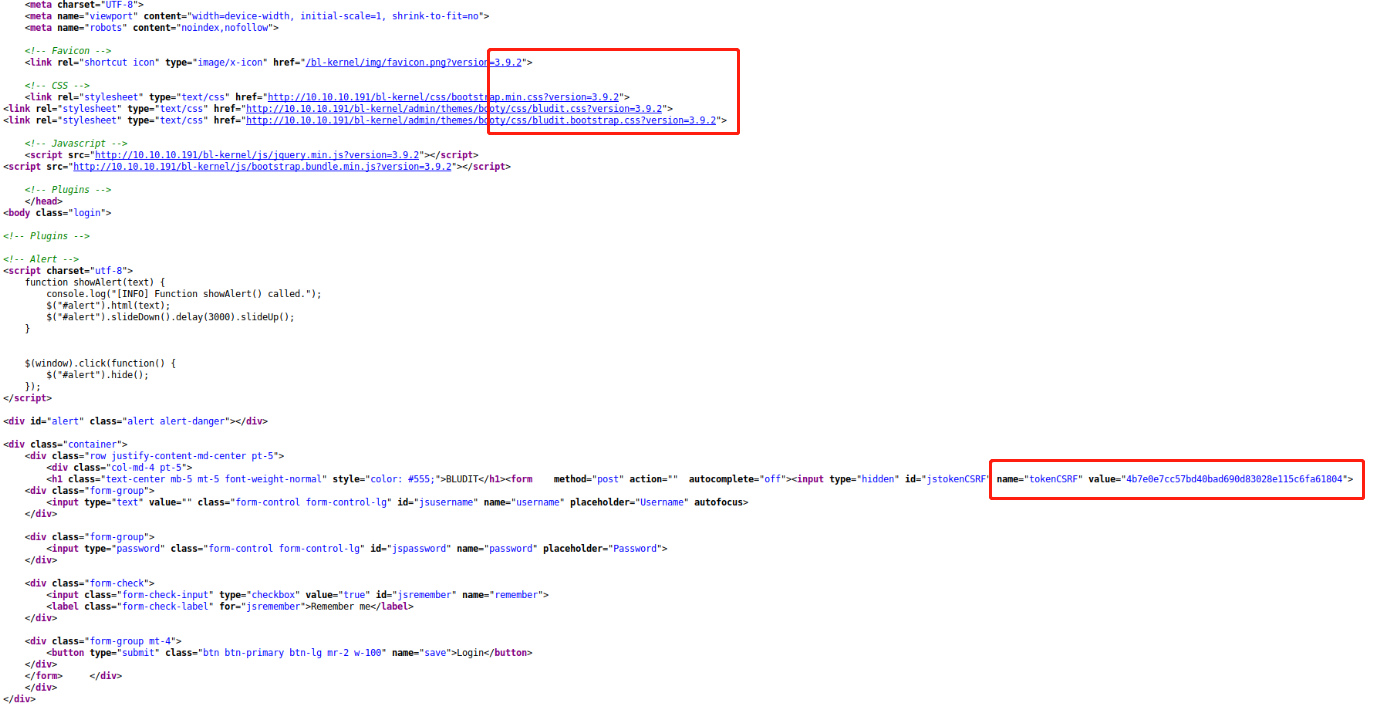 <meta charset="UTF-8">
<meta name="viewport" content="width=device-width, initial-scale=1, shrink-to-fit=no">
<meta name="robots" content="noindex,nofollow">
<!-- Favicon -->
<link rel="shortcut icon" type="image/x-icon" href="/bl-kernel/img/favicon.png?version=3.9.2">
<!-- CSS -->
<link rel="stylesheet" type="text/css" href="http://10.10.10.191/bl-kernel/css/bootstrap.min.css?version=3.9.2">
<link rel="stylesheet" type="text/css" href="http://10.10.10.191/bl-kernel/admin/themes/booty/css/bludit.css?version=3.9.2">
<link rel="stylesheet" type="text/css" href="http://10.10.10.191/bl-kernel/admin/themes/booty/css/bludit.bootstrap.css?version=3.9.2">
<!-- Javascript -->
<script src="http://10.10.10.191/bl-kernel/js/jquery.min.js?version=3.9.2"></script>
<script src="http://10.10.10.191/bl-kernel/js/bootstrap.bundle.min.js?version=3.9.2"></script>
<!-- Plugins -->
</head>
<body class="login">
<!-- Plugins -->
<!-- Alert -->
<script charset="utf-8">
function showAlert(text) {
console.log("[INFO] Function showAlert() called.");
$("#alert").html(text);
$("#alert").slideDown().delay(3000).slideUp();
}
$(window).click(function() {
$("#alert").hide();
});
</script>
<div id="alert" class="alert alert-danger"></div>
<div class="container">
<div class="row justify-content-md-center pt-5">
<div class="col-md-4 pt-5">
<h1 class="text-center mb-5 mt-5 font-weight-normal" style="color: #555;">BLUDIT</h1><form method="post" action="" autocomplete="off"><input type="hidden" id="jstokenCSRF" name="tokenCSRF" value="4b7e0e7cc57bd40bad690d83028e115c6fa61804">
<div class="form-group">
<input type="text" value="" class="form-control form-control-lg" id="jsusername" name="username" placeholder="Username" autofocus>
</div>
<div class="form-group">
<input type="password" class="form-control form-control-lg" id="jspassword" name="password" placeholder="Password">
</div>
<div class="form-check">
<input class="form-check-input" type="checkbox" value="true" id="jsremember" name="remember">
<label class="form-check-label" for="jsremember">Remember me</label>
</div>
<div class="form-group mt-4">
<button type="submit" class="btn btn-primary btn-lg mr-2 w-100" name="save">Login</button>
</div>
</form> </div>
</div>
</div>